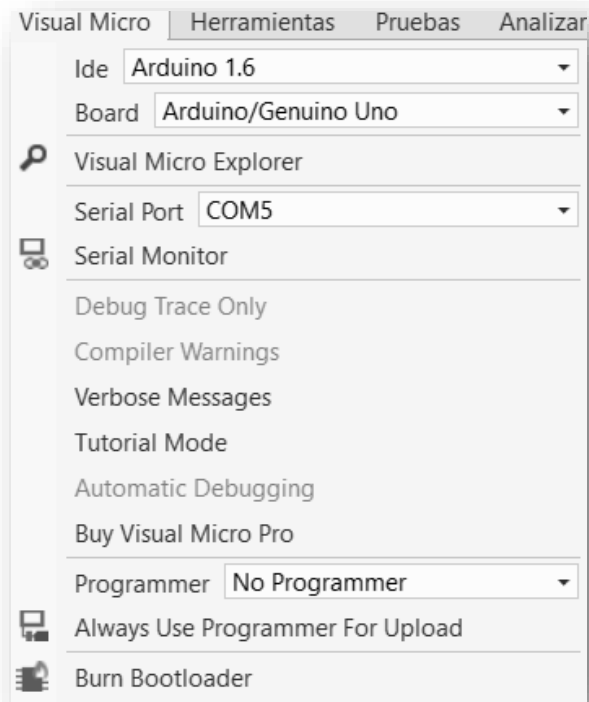 Visual Micro Herramientas Pruebas Analizar
Ide Arduino 1.6
Board Arduino/Genuino Uno
Visual Micro Explorer
Serial Port COM5
Serial Monitor
Debug Trace Only
Compiler Warnings
Verbose Messages
Tutorial Mode
Automatic Debugging
Buy Visual Micro Pro
Programmer No Programmer
Always Use Programmer For Upload
Burn Bootloader